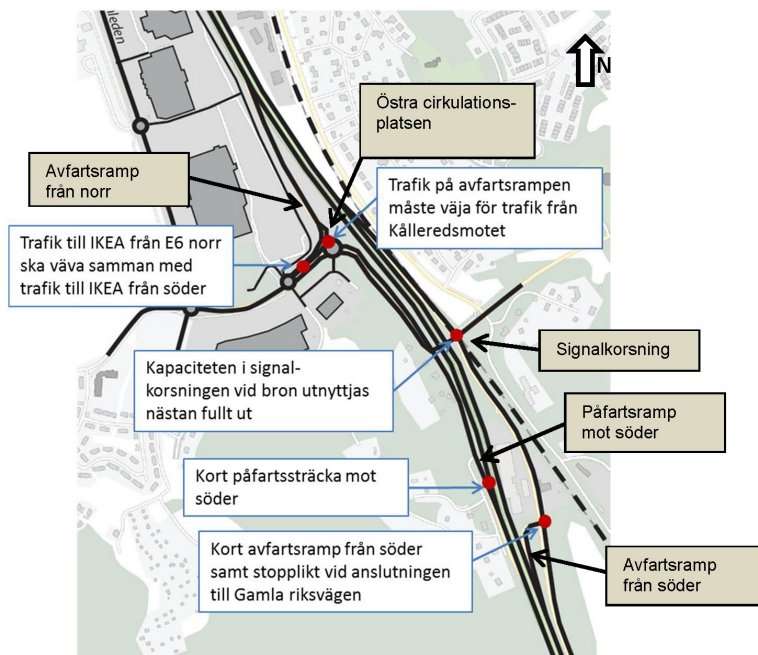 aleden
N
Östra cirkulations-
platsen
Avfartsramp
från norr
Trafik på avfartsrampen
måste väja för trafik från
Kålleredsmotet
Trafik till IKEA från E6 norr
ska väva samman med
trafik till IKEA från söder
Signalkorsning
Kapaciteten i signal-
korsningen vid bron utnyttjas
nästan fullt ut
Påfartsramp
mot söder
Kort påfartssträcka mot
söder
Kort avfartsramp från söder
samt stopplikt vid anslutningen
till Gamla riksvägen
Avfartsramp
från söder